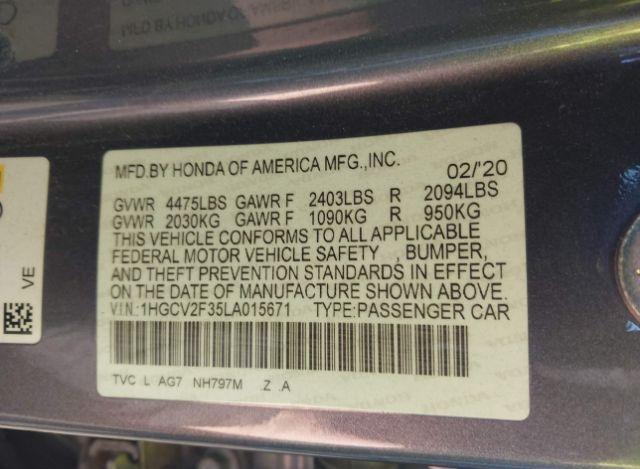 MFD.BY HONDA OF AMERICA MFG.,INC. 02/'20
GVWR 4475LBS GAWR F 2403LBS R 2094LBS
GVWR 2030KG GAWR F 1090KG R 950KG
THIS VEHICLE CONFORMS TO ALL APPLICABLE
FEDERAL MOTOR VEHICLE SAFETY , BUMPER,
AND THEFT PREVENTION STANDARDS IN EFFECT
ON THE DATE OF MANUFACTURE SHOWN ABOVE.
V.I.N.:1HGCV2F35LA015671 TYPE:PASSENGER CAR
TVC L AG7 NH797M Z A
VE